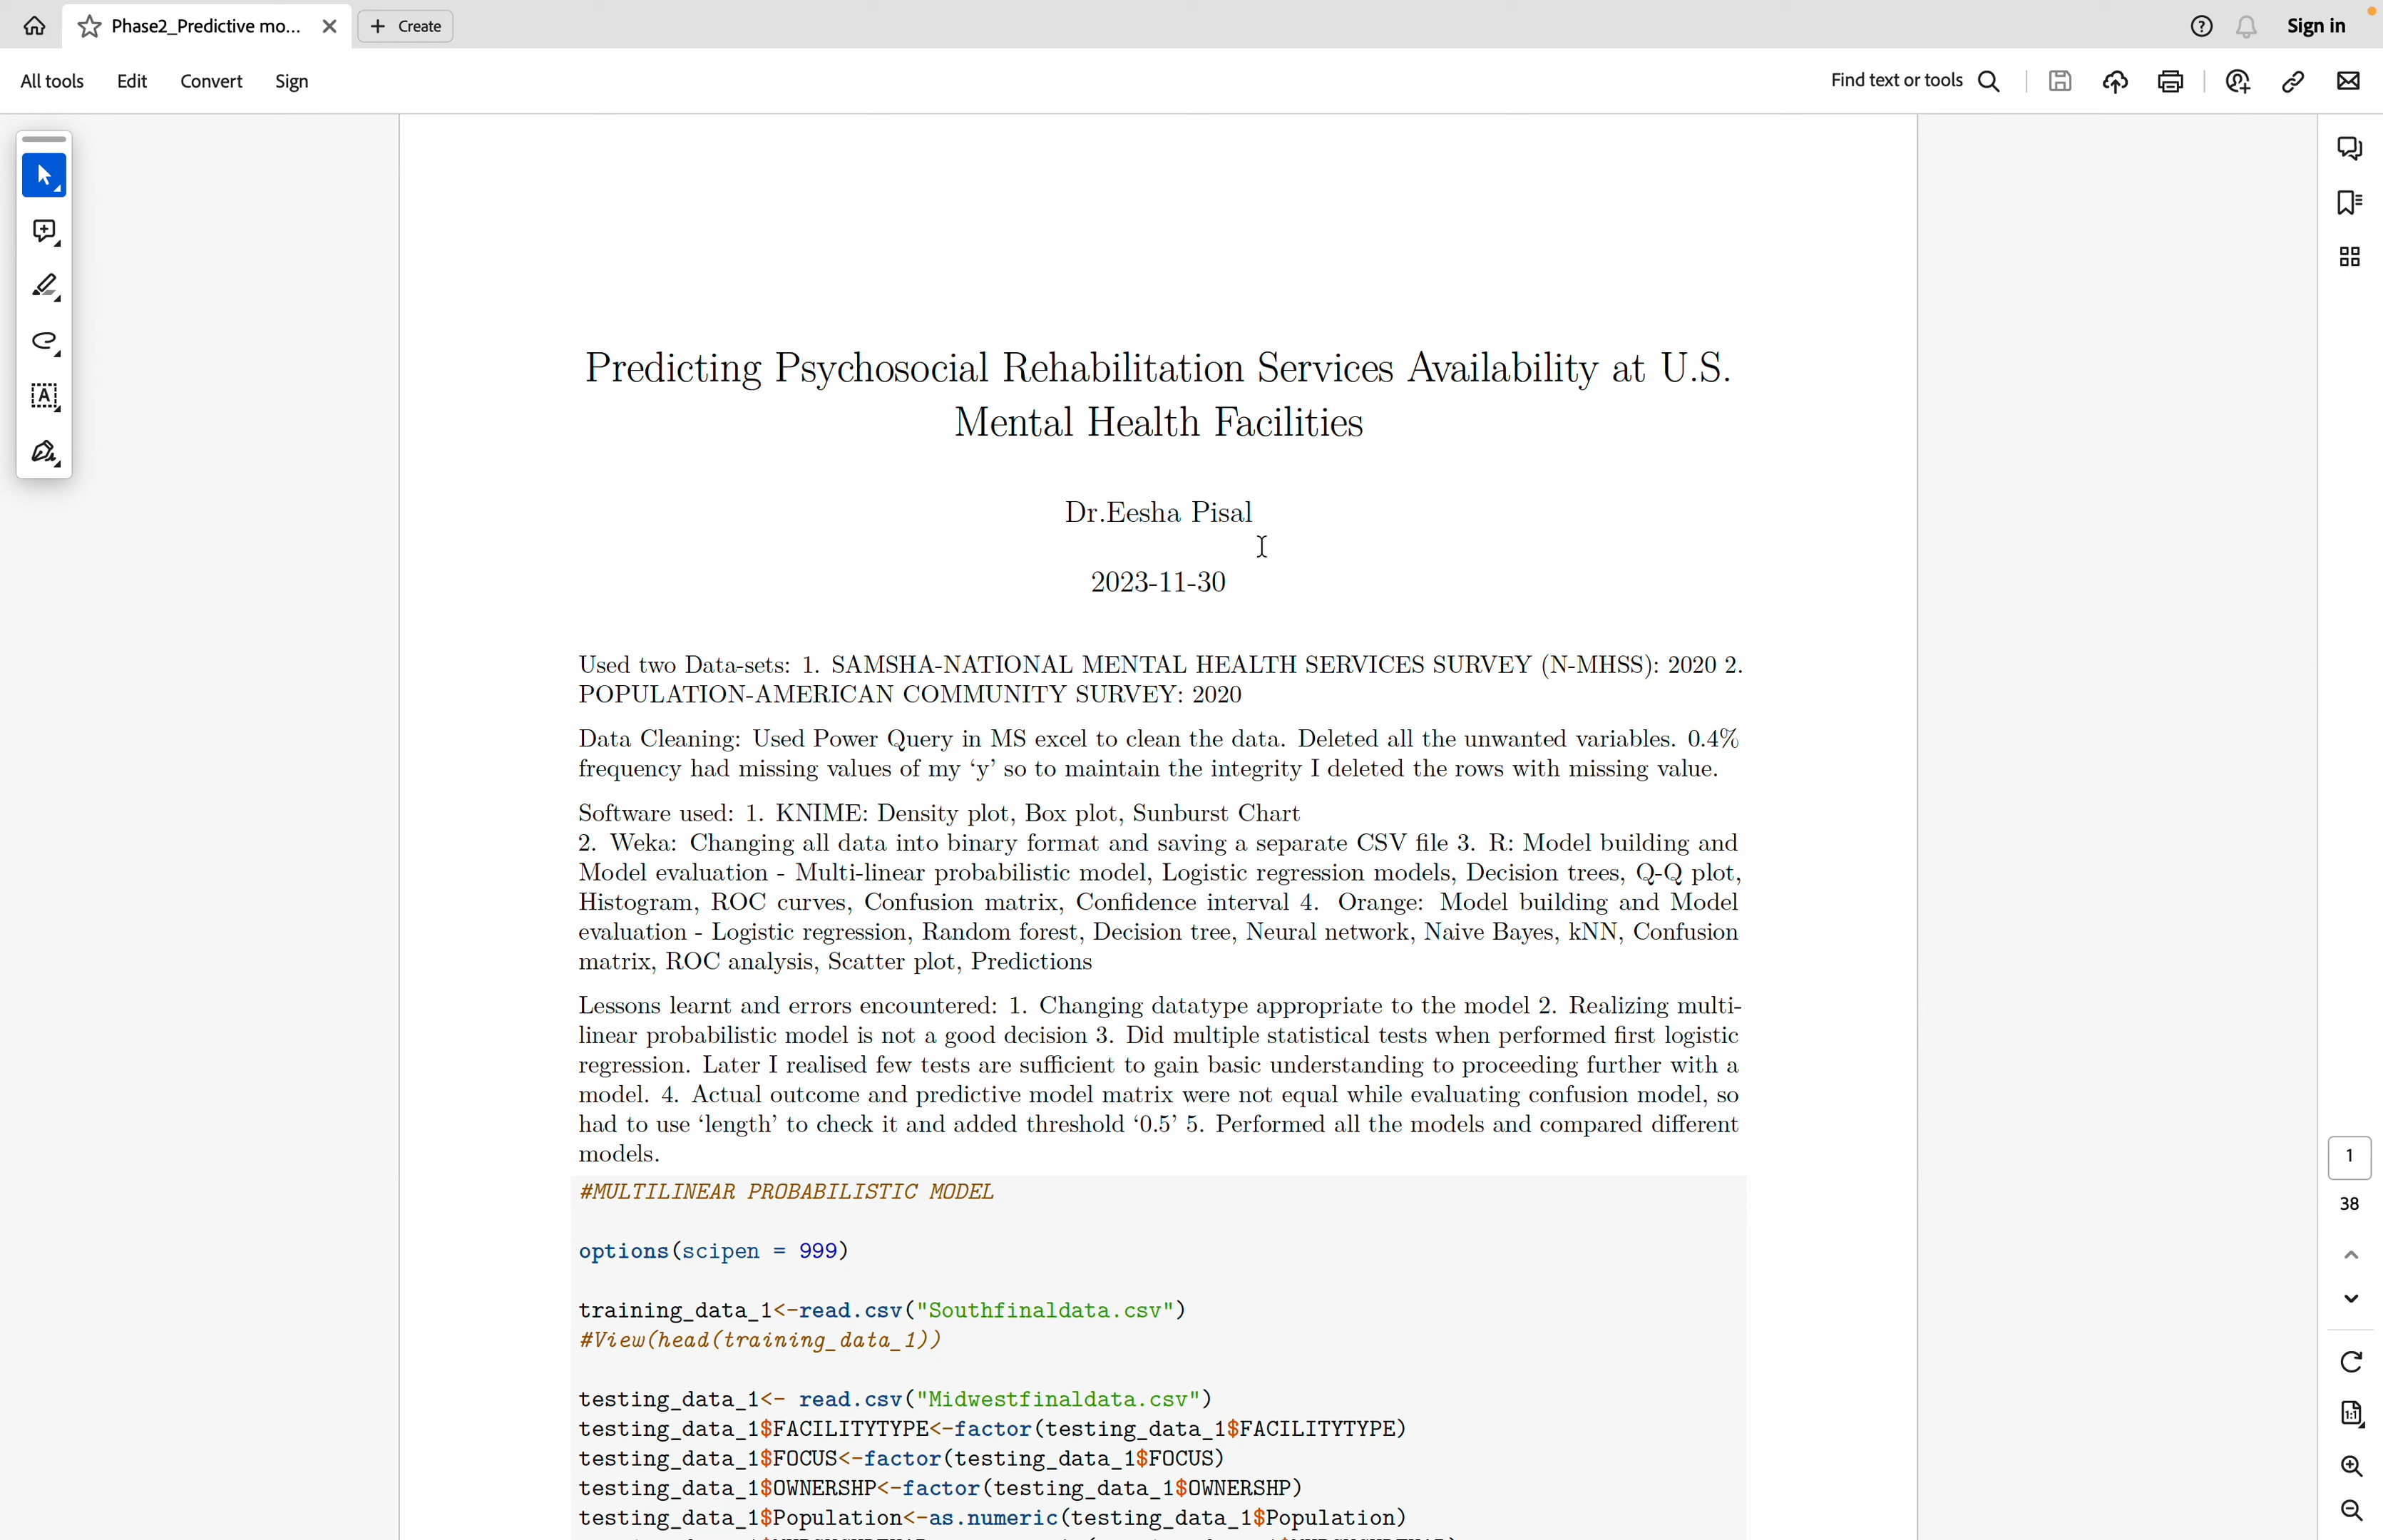 Phase2_Predictive mo...
Create
Sign in
All tools
Edit
Convert
Sign
Find text or tools
Predicting Psychosocial Rehabilitation Services Availability at U.S.
Mental Health Facilities
Dr.Eesha Pisal
2023-11-30
Used two Data-sets: 1. SAMSHA-NATIONAL MENTAL HEALTH SERVICES SURVEY (N-MHSS): 2020 2.
POPULATION-AMERICAN COMMUNITY SURVEY: 2020
Data Cleaning: Used Power Query in MS excel to clean the data. Deleted all the unwanted variables. 0.4%
frequency had missing values of my ‘y’ so to maintain the integrity I deleted the rows with missing value.
Software used: 1. KNIME: Density plot, Box plot, Sunburst Chart
2. Weka: Changing all data into binary format and saving a separate CSV file 3. R: Model building and
Model evaluation - Multi-linear probabilistic model, Logistic regression models, Decision trees, Q-Q plot,
Histogram, ROC curves, Confusion matrix, Confidence interval 4. Orange: Model building and Model
evaluation - Logistic regression, Random forest, Decision tree, Neural network, Naive Bayes, kNN, Confusion
matrix, ROC analysis, Scatter plot, Predictions
Lessons learnt and errors encountered: 1. Changing datatype appropriate to the model 2. Realizing multi-
linear probabilistic model is not a good decision 3. Did multiple statistical tests when performed first logistic
regression. Later I realised few tests are sufficient to gain basic understanding to proceeding further with a
model. 4. Actual outcome and predictive model matrix were not equal while evaluating confusion model, so
had to use ‘length’ to check it and added threshold ‘0.5’ 5. Performed all the models and compared different
models.
#MULTILINEAR PROBABILISTIC MODEL
options(scipen = 999)
training_data_1<-read.csv("Southfinaldata.csv")
#View(head(training_data_1))
testing_data_1<- read.csv("Midwestfinaldata.csv")
testing_data_1$FACILITYTYPE<-factor(testing_data_1$FACILITYTYPE)
testing_data_1$FOCUS<-factor(testing_data_1$FOCUS)
testing_data_1$OWNERSHP<-factor(testing_data_1$OWNERSHP)
testing_data_1$Population<-as.numeric(testing_data_1$Population)
1
38